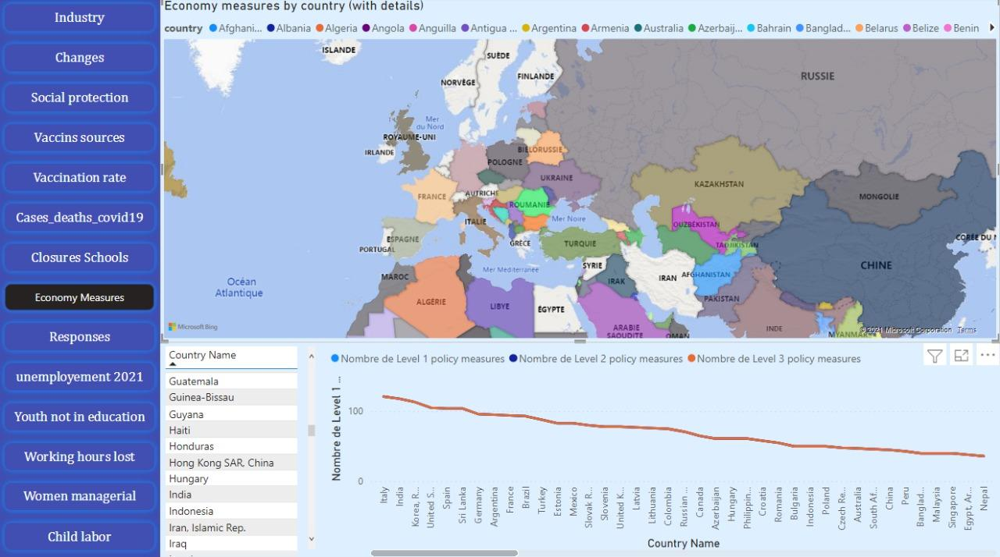 Industry
Changes
Social protection
Vaccins sources
Vaccination rate
Cases_deaths_covid19
Closures Schools
Economy Measures
Responses
unemployement 2021
Youth not in education
Working hours lost
Women managerial
Child labor
Economy measures by country (with details)
country Afghani... Albania Algeria Angola Anguilla Antigua ... Argentina Armenia Australia Azerbaij... Bahrain Banglad... Belarus Belize Benin
ISLANDE
SUÈDE
FINLANDE
NORVÈGE
RUSSIE
Mer
du Nord
ROYAUME-UNI
IRLANDE
BIÉLORUSSIE
POLOGNE
UKRAINE
KAZAKHSTAN
MONGOLIE
FRANCE
AUTRICHE
ROUMANIE
ITALIE
Mer Noire
OUZBÉKISTAN
ESPAGNE
PORTUGAL
GRÈCE
TURQUIE
TADJIKISTAN
CORÉE DU N
Océan
Atlantique
MAROC
Mer Méditerranée
SYRIE
IRAK
IRAN
AFGHANISTAN
CHINE
ALGÉRIE
LIBYE
ÉGYPTE
PAKISTAN
ARABIE
SAOUDITE
OMAN
INDE
MYANMAR
Microsoft Bing
© 2021 Microsoft Corporation Terms
Country Name
Guatemala
Guinea-Bissau
Guyana
Haiti
Honduras
Hong Kong SAR, China
Hungary
India
Indonesia
Iran, Islamic Rep.
Iraq
Nombre de Level 1 policy measures Nombre de Level 2 policy measures Nombre de Level 3 policy measures
Nombre de Level 1 ...
100
0
Italy
India
Korea, R...
United S...
Spain
Sri Lanka
Germany
Argentina
France
Brazil
Turkey
Estonia
Mexico
Slovak R...
Slovenia
United K...
Latvia
Lithuania
Colombia
Russian ...
Canada
Azerbaijan
Hungary
Philippin...
Croatia
Romania
Bulgaria
Indonesia
Poland
Czech Re...
Australia
South Af...
China
Peru
Banglad...
Malaysia
Singapore
Egypt, Ar...
Nepal
Country Name